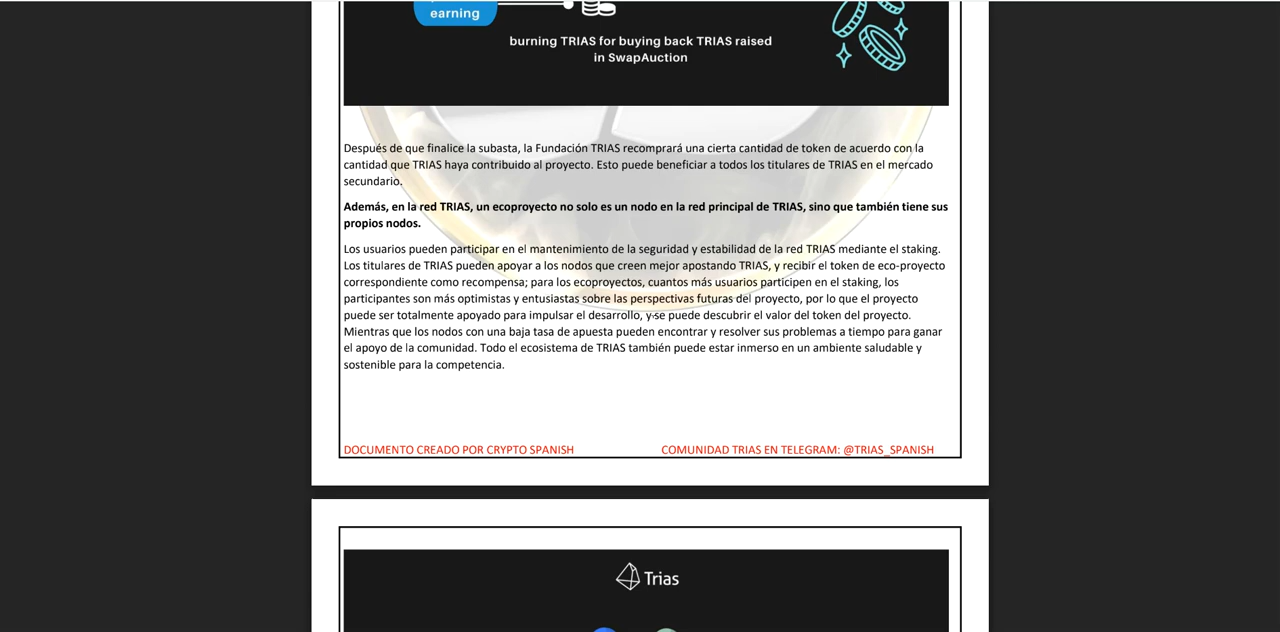 earning
burning TRIAS for buying back TRIAS raised
in SwapAuction
Después de que finalice la subasta, la Fundación TRIAS recomprará una cierta cantidad de token de acuerdo con la
cantidad que TRIAS haya contribuido al proyecto. Esto puede beneficiar a todos los titulares de TRIAS en el mercado
secundario.
Además, en la red TRIAS, un ecoproyecto no solo es un nodo en la red principal de TRIAS, sino que también tiene sus
propios nodos.
Los usuarios pueden participar en el mantenimiento de la seguridad y estabilidad de la red TRIAS mediante el staking.
Los titulares de TRIAS pueden apoyar a los nodos que creen mejor apostando TRIAS, y recibir el token de eco-proyecto
correspondiente como recompensa; para los ecoproyectos, cuantos más usuarios participen en el staking, los
participantes son más optimistas y entusiastas sobre las perspectivas futuras del proyecto, por lo que el proyecto
puede ser totalmente apoyado para impulsar el desarrollo, y se puede descubrir el valor del token del proyecto.
Mientras que los nodos con una baja tasa de apuesta pueden encontrar y resolver sus problemas a tiempo para ganar
el apoyo de la comunidad. Todo el ecosistema de TRIAS también puede estar inmerso en un ambiente saludable y
sostenible para la competencia.
DOCUMENTO CREADO POR CRYPTO SPANISH COMUNIDAD TRIAS EN TELEGRAM: @TRIAS_SPANISH
Trias